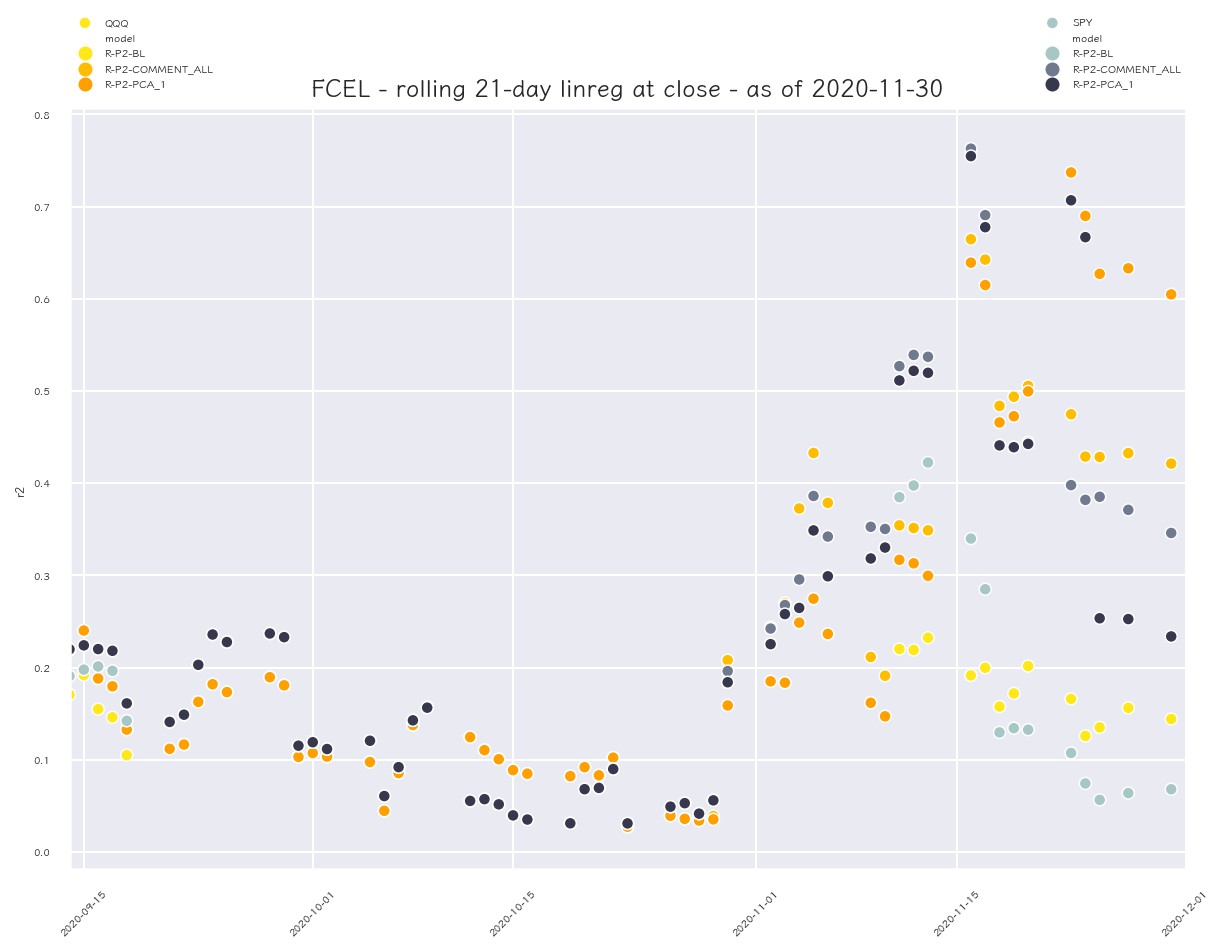 QQQ
model
R-P2-BL
R-P2-COMMENT_ALL
R-P2-PCA_1
SPY
model
R-P2-BL
R-P2-COMMENT_ALL
R-P2-PCA_1
FCEL - rolling 21-day linreg at close - as of 2020-11-30
0.8
0.7
0.6
0.5
0.4
0.3
0.2
0.1
0.0
r2
2020-09-15
2020-10-01
2020-10-15
2020-11-01
2020-11-15
2020-12-01